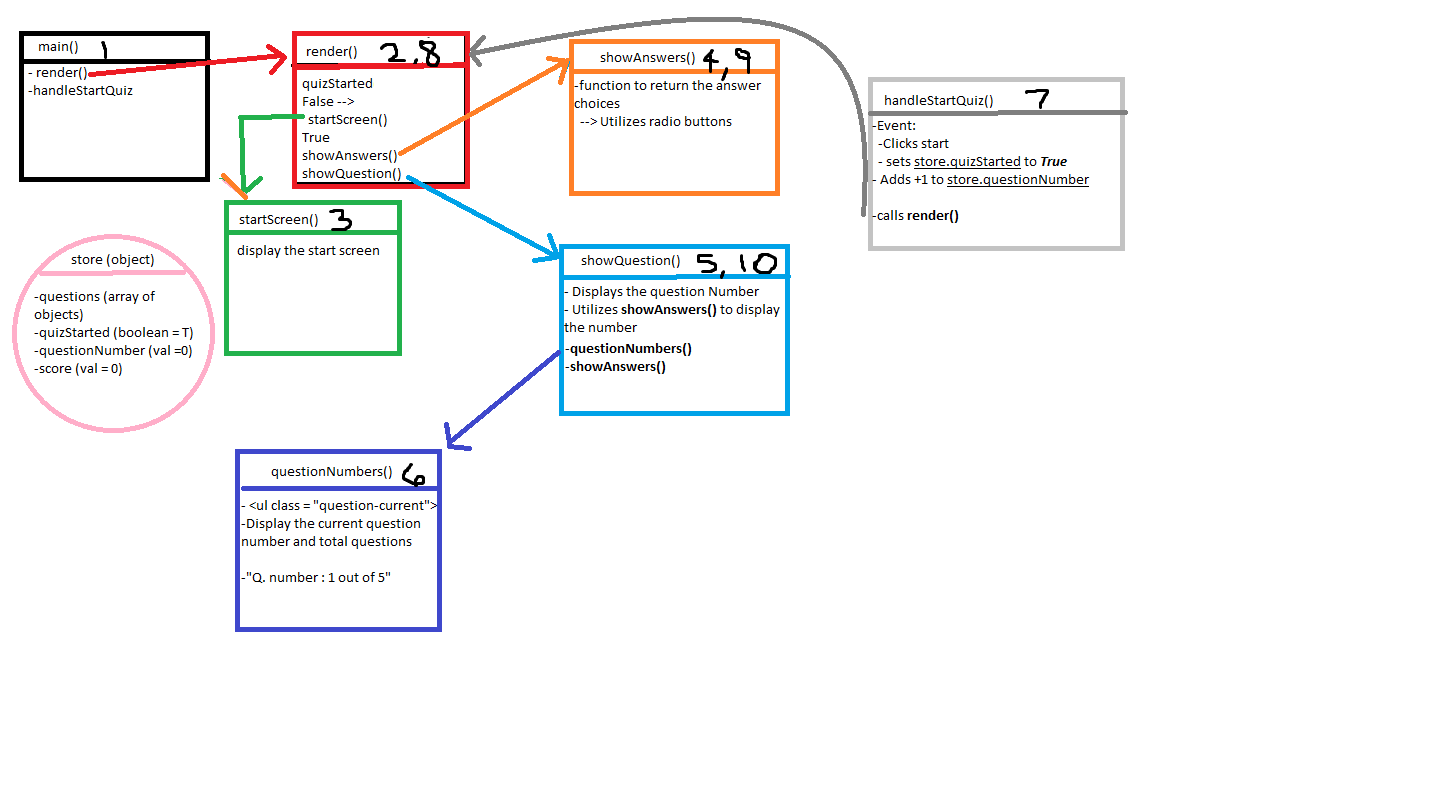 main() 1
- render()
-handleStartQuiz
render() 2,8
quizStarted
False -->
startScreen()
True
showAnswers()
showQuestion()
showAnswers() 4,9
-function to return the answer
choices
--> Utilizes radio buttons
handleStartQuiz() 7
-Event:
-Clicks start
- sets store.quizStarted to True
- Adds +1 to store.questionNumber
-calls render()
startScreen() 3
display the start screen
store (object)
-questions (array of
objects)
-quizStarted (boolean = T)
-questionNumber (val =0)
-score (val = 0)
showQuestion() 5,10
- Displays the question Number
- Utilizes showAnswers() to display
the number
-questionNumbers()
-showAnswers()
questionNumbers() 6
- <ul class = "question-current">
-Display the current question
number and total questions
-"Q. number : 1 out of 5"